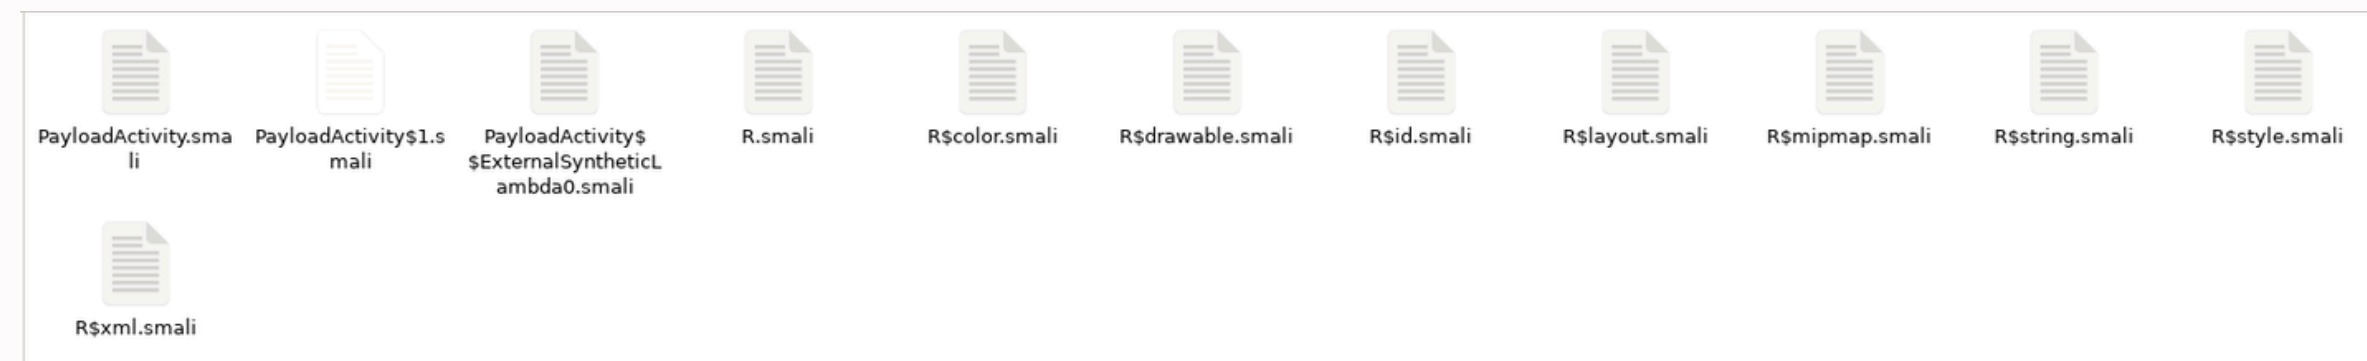 PayloadActivity.sma
li
PayloadActivity$1.s
mali
PayloadActivity$
$ExternalSyntheticL
ambda0.smali
R.smali
R$color.smali
R$drawable.smali
R$id.smali
R$layout.smali
R$mipmap.smali
R$string.smali
R$style.smali
R$xml.smali